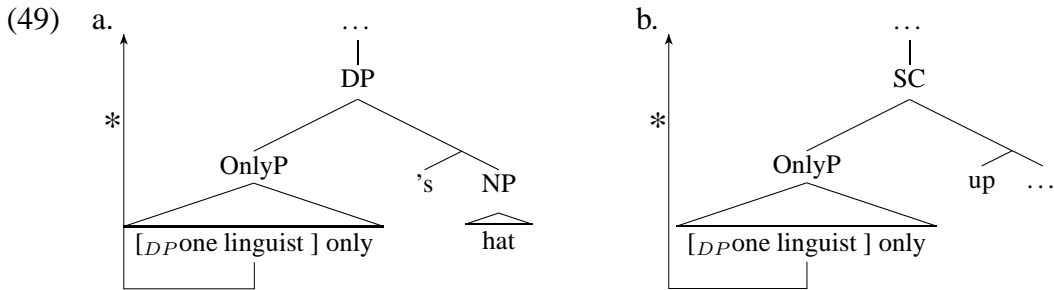 (49) a. … b. …
DP SC
* *
OnlyP OnlyP
's NP up …
[DP one linguist ] only hat [DP one linguist ] only